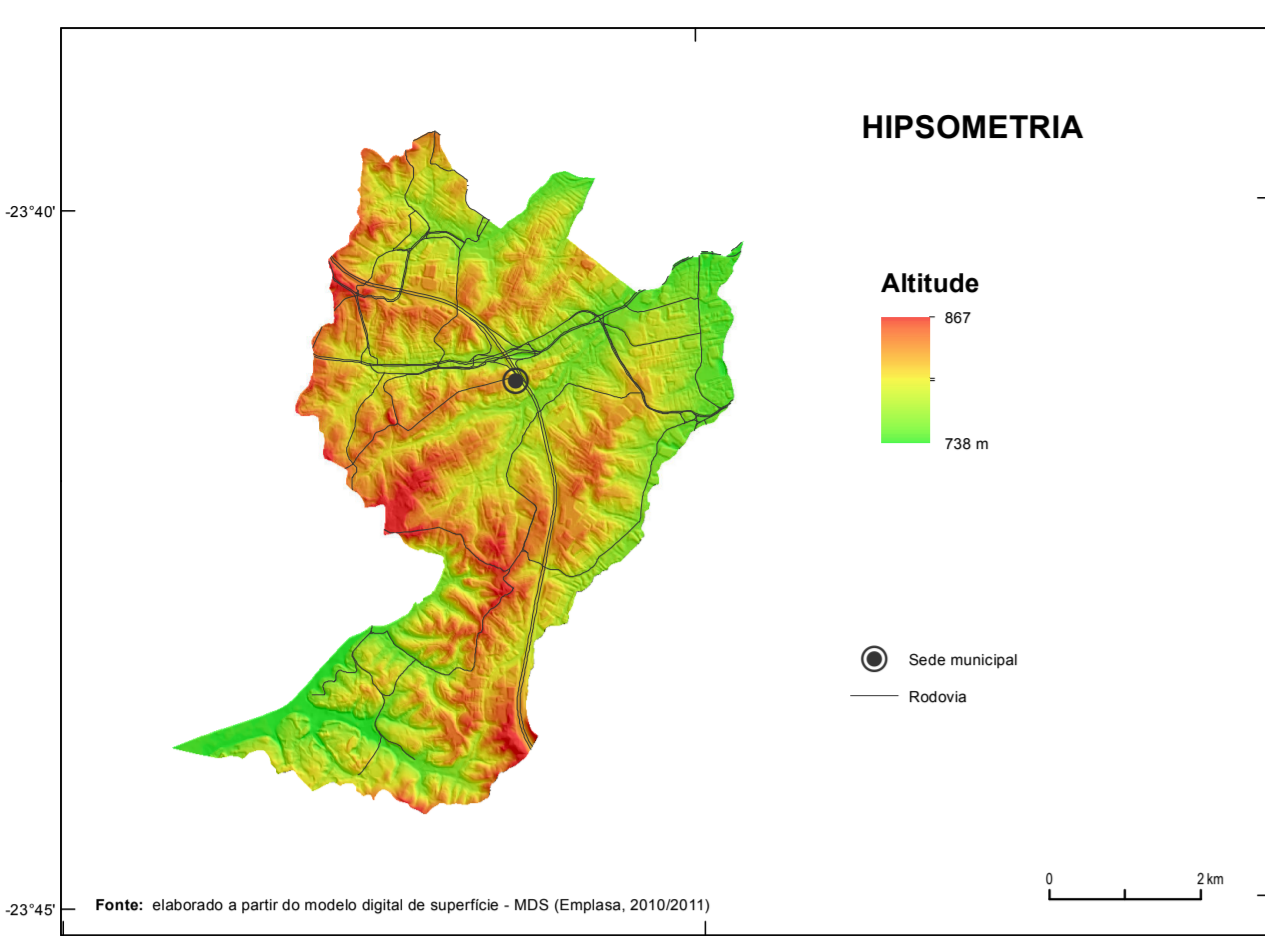 HIPSOMETRIA
-23°40'
Altitude
867
738 m
Sede municipal
Rodovia
0 2 km
-23°45'
Fonte: elaborado a partir do modelo digital de superfície - MDS (Emplasa, 2010/2011)